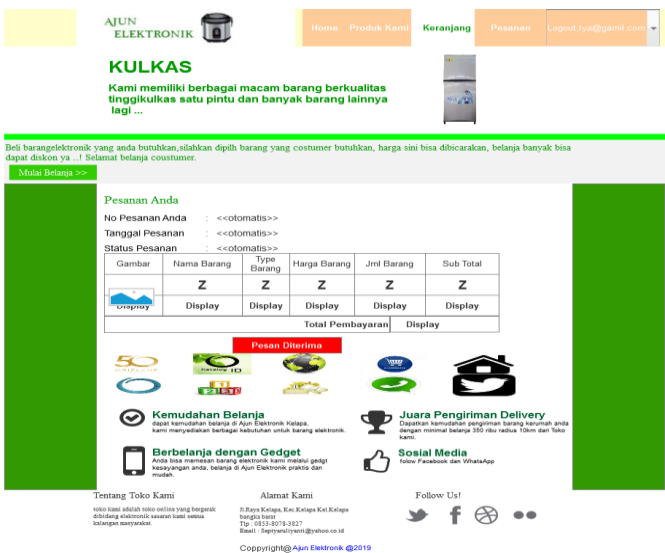 AJUN
ELEKTRONIK
Home Produk Kami Keranjang Pesanan Logout,tya@gamil.com
KULKAS
Kami memiliki berbagai macam barang berkualitas
tinggikulkas satu pintu dan banyak barang lainnya
lagi ...
Beli barangelektronik yang anda butuhkan,silahkan dipilh barang yang costumer butuhkan, harga sini bisa dibicarakan, belanja banyak bisa
dapat diskon ya ..! Selamat belanja coustumer.
Mulai Belanja >>
Pesanan Anda
No Pesanan Anda : <<otomatis>>
Tanggal Pesanan : <<otomatis>>
Status Pesanan : <<otomatis>>
Gambar Nama Barang Type Barang Harga Barang Jml Barang Sub Total
Z Z Z Z Z
Display Display Display Display Display Display
Total Pembayaran Display
Pesan Diterima
50
ID
Kemudahan Belanja
dapat kemudahan belanja di Ajun Elektronik Kelapa,
kami menyediakan berbagai kebutuhan untuk barang elektronik.
Juara Pengiriman Delivery
Dapatkan kemudahan pengiriman barang kerumah anda
dengan minimal belanja 350 ribu radius 10km dari Toko
kami.
Berbelanja dengan Gedget
Anda bisa memesan barang elektronik kami melalui gedgt
kesayangan anda, belanja di Ajun Elektronik praktis dan
mudah.
Sosial Media
folow Facebook dan WhatsApp
Tentang Toko Kami
toko kami adalah toko online yang bergerak
dibidang elektronik sasaran kami semua
kalangan masyarakat.
Alamat Kami
Jl.Raya Kelapa, Kec.Kelapa Kel.Kelapa
bangka barat
Tlp : 0853-8078-3827
Email : Septyaraliyanti@yahoo.co.id
Follow Us!
Coppyright@ Ajun Elektronik @2019